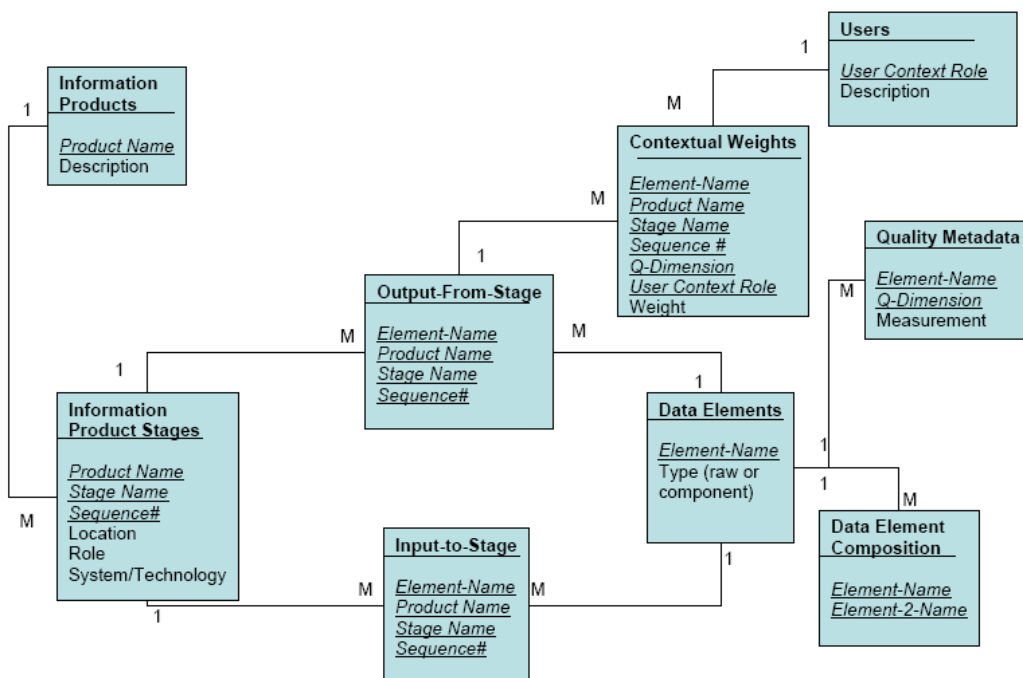 Users
User Context Role
Description
1
M
Information
Products
Product Name
Description
1
Contextual Weights
Element-Name
Product Name
Stage Name
Sequence #
Q-Dimension
User Context Role
Weight
M
1
Quality Metadata
Element-Name
Q-Dimension
Measurement
M
Output-From-Stage
Element-Name
Product Name
Stage Name
Sequence#
M
M
1
1
Information
Product Stages
Product Name
Stage Name
Sequence#
Location
Role
System/Technology
M
1
Data Elements
Element-Name
Type (raw or
component)
1
1
1
M
Data Element
Composition
Element-Name
Element-2-Name
Input-to-Stage
Element-Name
Product Name
Stage Name
Sequence#
M
M